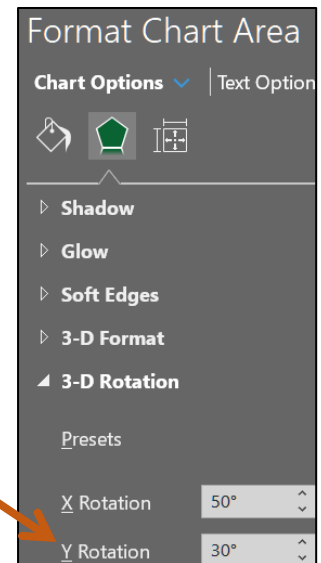 Format Chart Area
Chart Options Text Option
Shadow
Glow
Soft Edges
3-D Format
3-D Rotation
Presets
X Rotation 50°
Y Rotation 30°